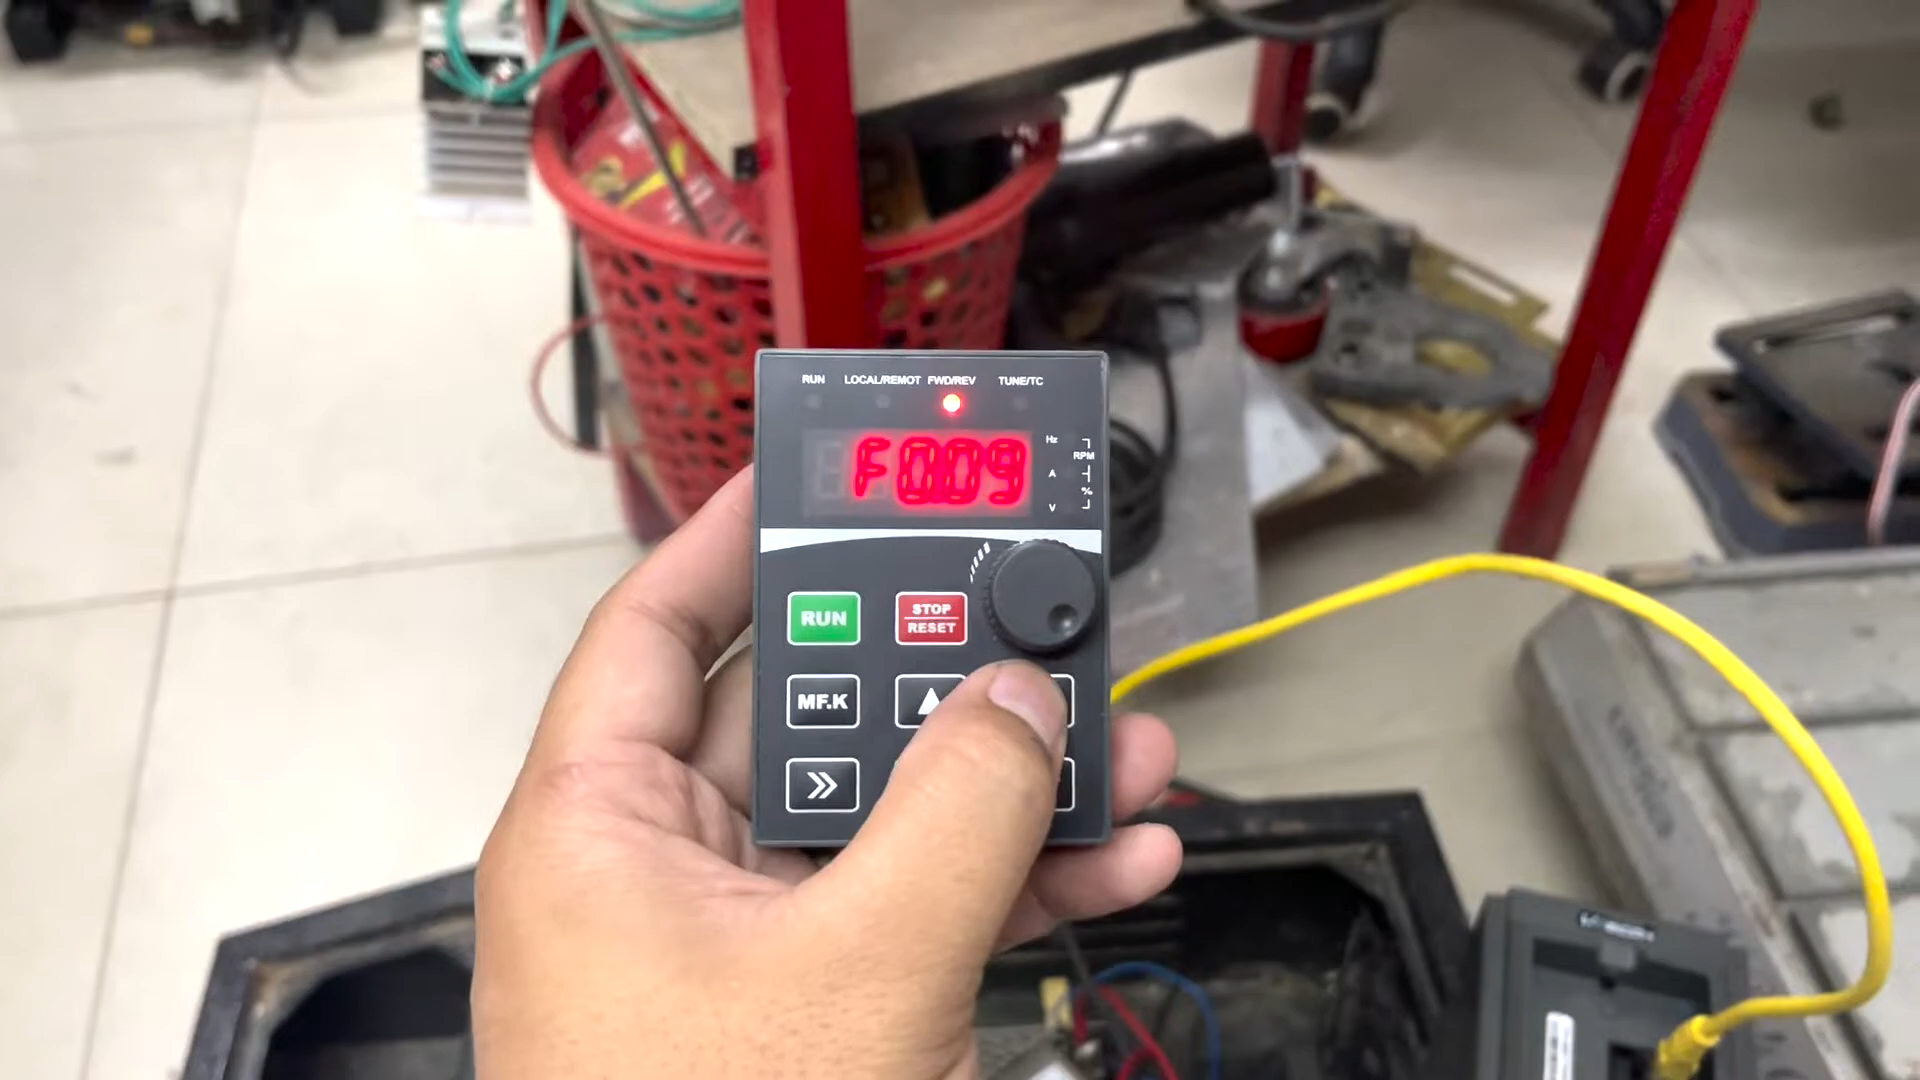 RUN LOCAL/REMOT FWD/REV TUNE/TC
F009
Hz
RPM
A
%
V
RUN
STOP
RESET
MF.K